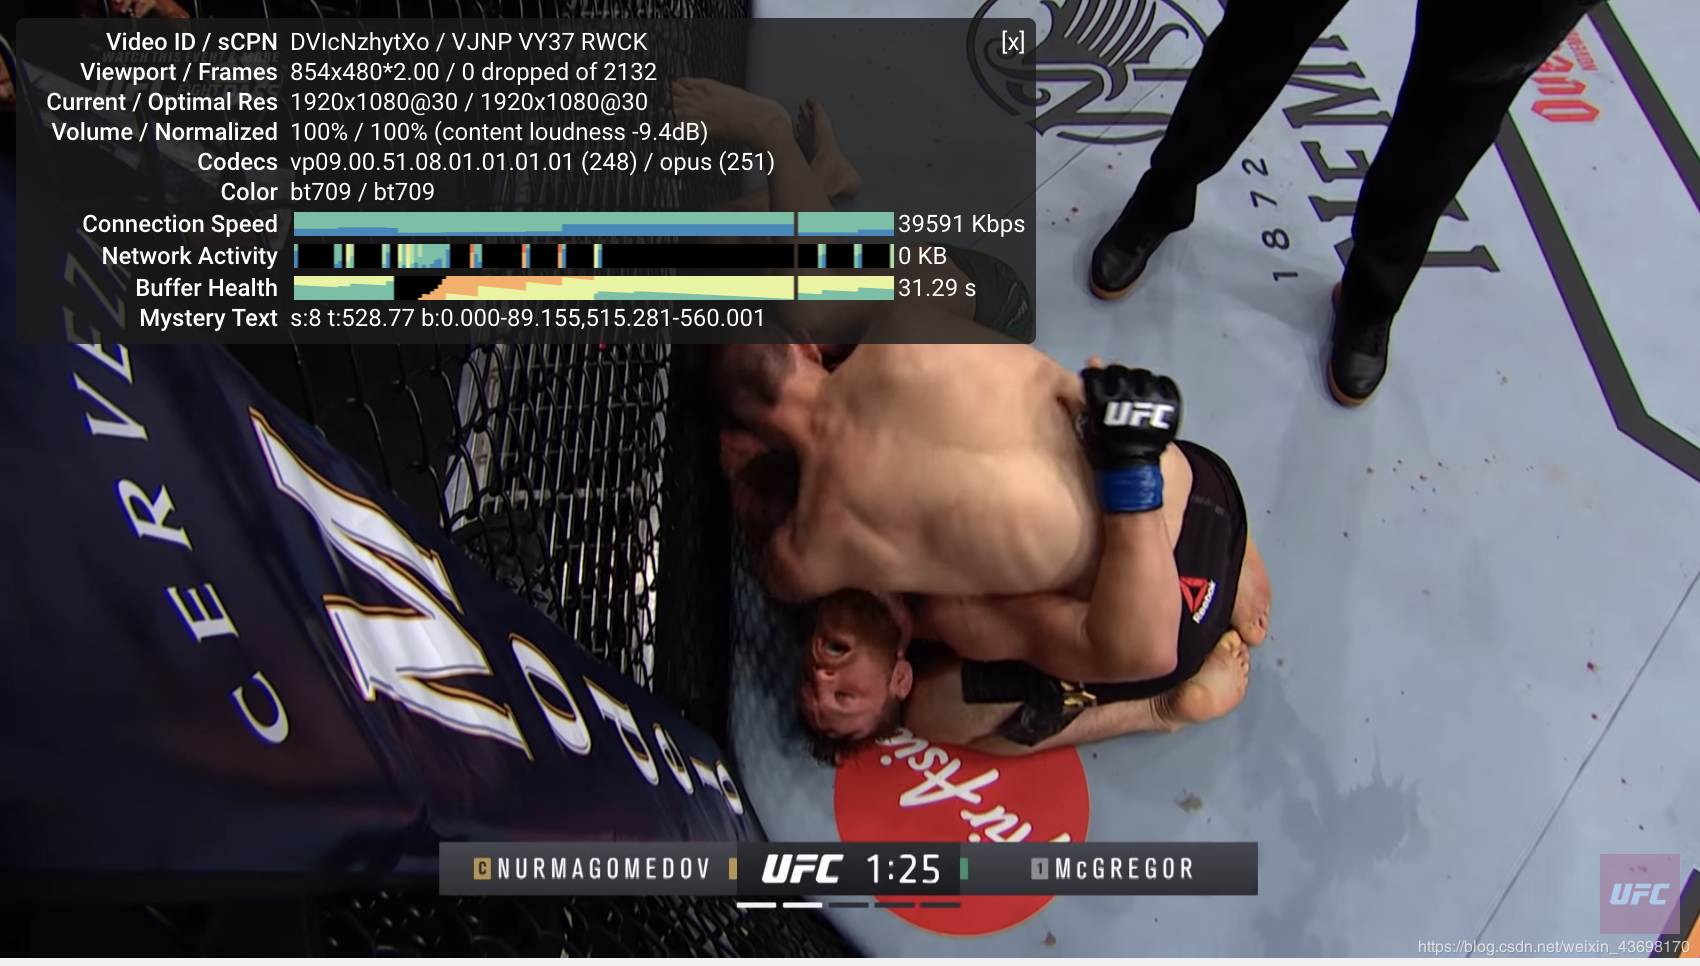 Video ID / sCPN DVIcNzhytXo / VJNP VY37 RWCK [x]
Viewport / Frames 854x480*2.00 / 0 dropped of 2132
Current / Optimal Res 1920x1080@30 / 1920x1080@30
Volume / Normalized 100% / 100% (content loudness -9.4dB)
Codecs vp09.00.51.08.01.01.01.01 (248) / opus (251)
Color bt709 / bt709
Connection Speed 39591 Kbps
Network Activity 0 KB
Buffer Health 31.29 s
Mystery Text s:8 t:528.77 b:0.000-89.155,515.281-560.001
1872
CERVEZA
Modelo
UFC
Reebok
Air Asia
C NURMAGOMEDOV UFC 1:25 1 McGREGOR
UFC
https://blog.csdn.net/weixin_43698170